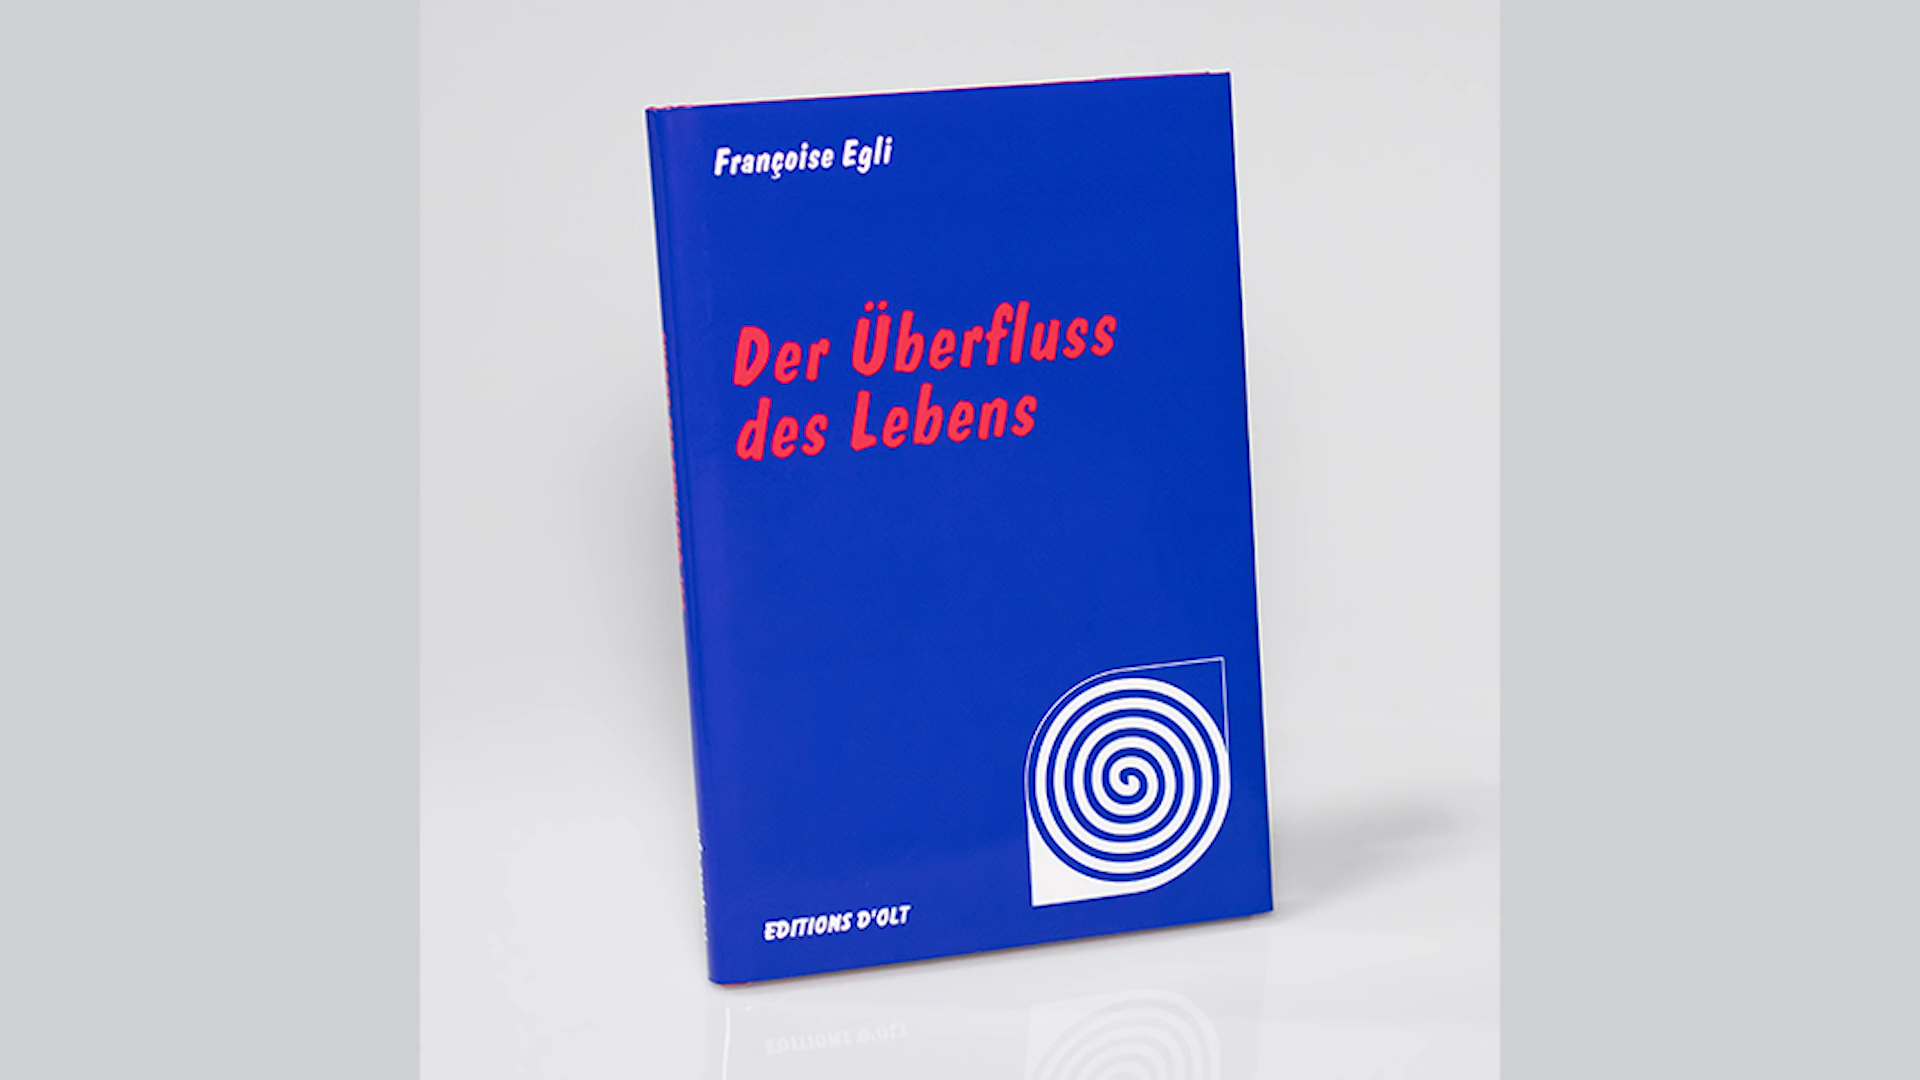 Françoise Egli
Der Überfluss
des Lebens
EDITIONS D'OLT